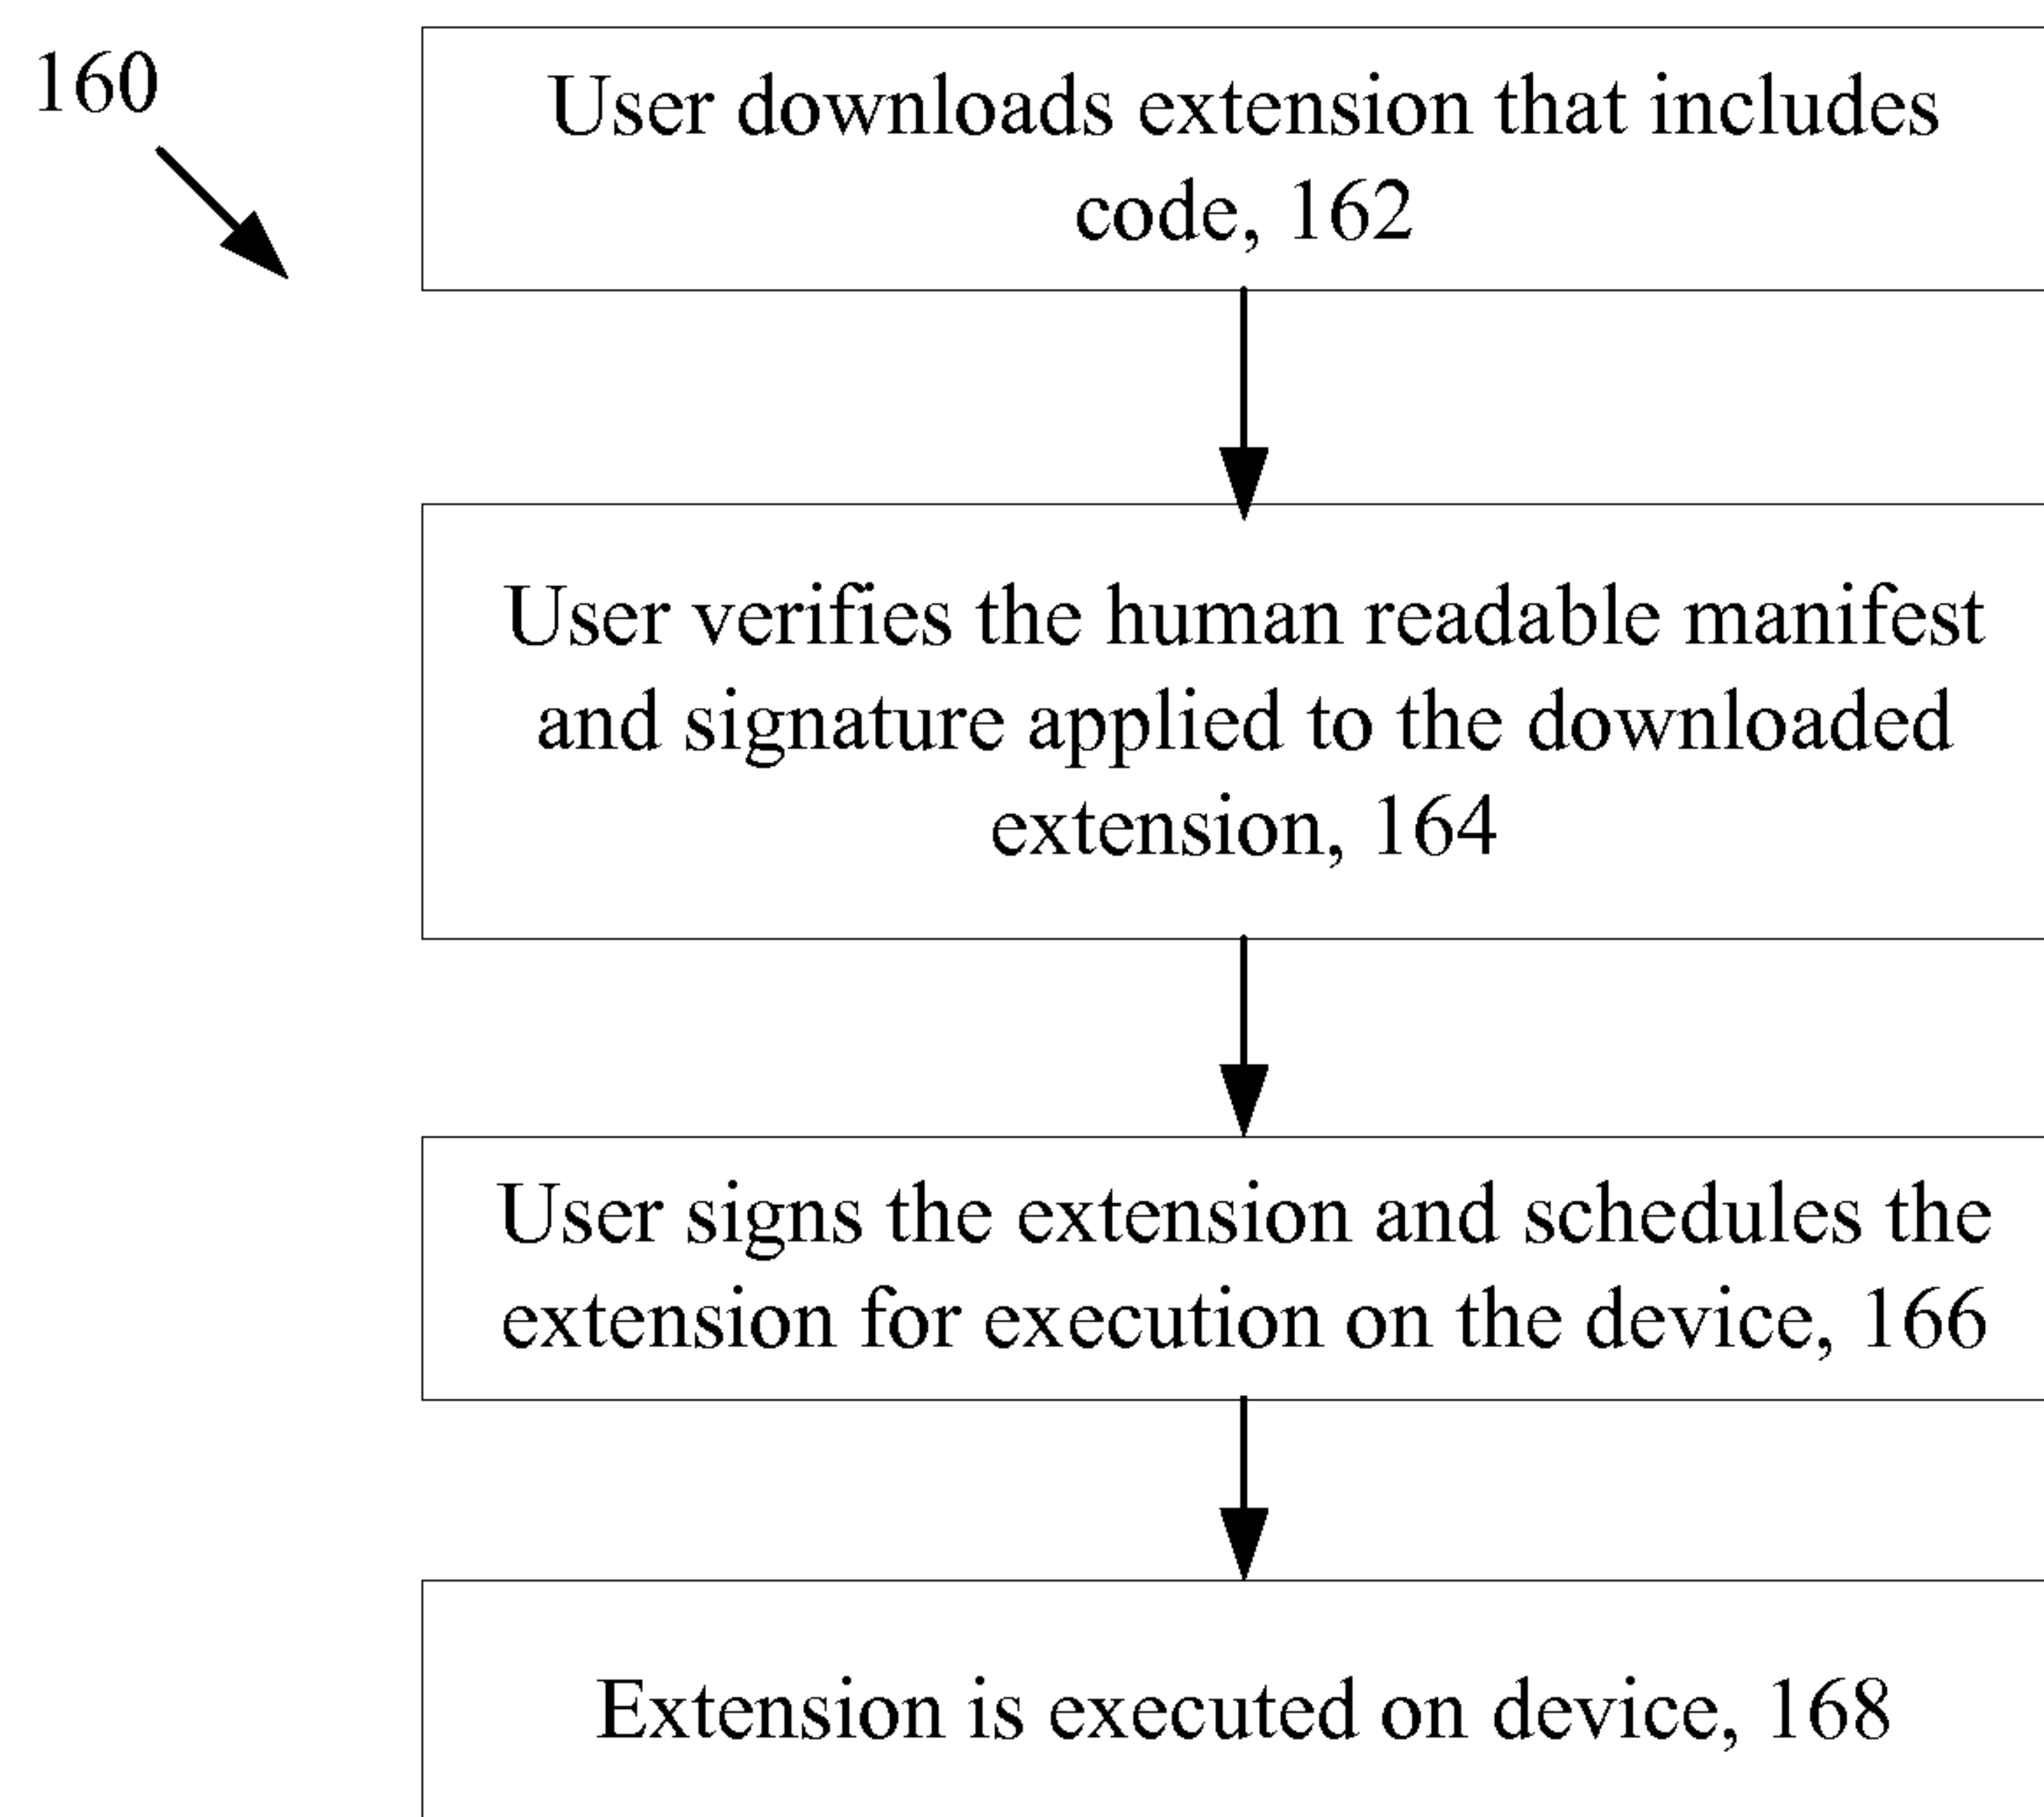 160
User downloads extension that includes
code, 162
User verifies the human readable manifest
and signature applied to the downloaded
extension, 164
User signs the extension and schedules the
extension for execution on the device, 166
Extension is executed on device, 168